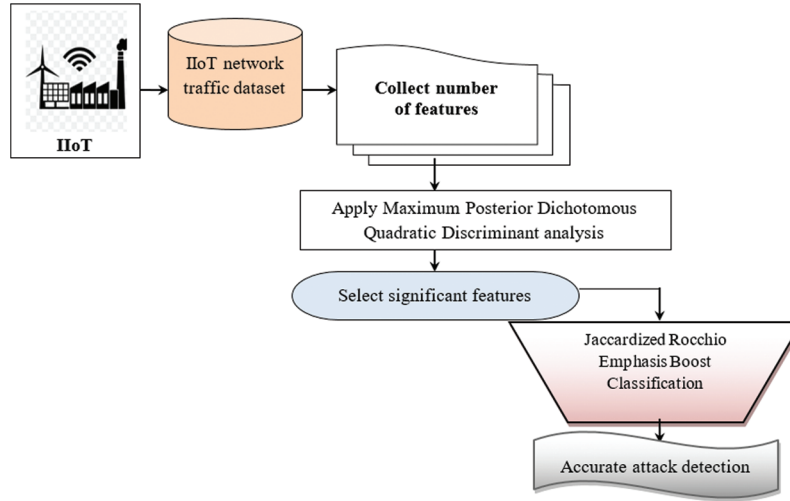 IIoT
IIoT network
traffic dataset
Collect number
of features
Apply Maximum Posterior Dichotomous
Quadratic Discriminant analysis
Select significant features
Jaccardized Rocchio
Emphasis Boost
Classification
Accurate attack detection